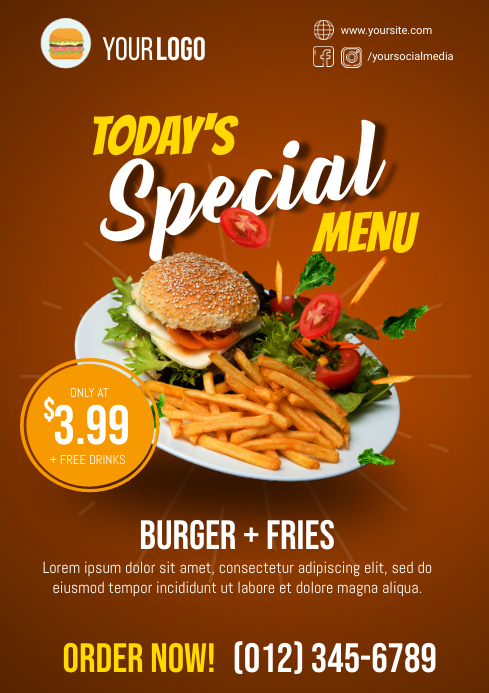 YOUR LOGO
www.yoursite.com
/yoursocialmedia
TODAY'S
Special
MENU
ONLY AT
$3.99
+ FREE DRINKS
BURGER + FRIES
Lorem ipsum dolor sit amet, consectetur adipiscing elit, sed do
eiusmod tempor incididunt ut labore et dolore magna aliqua.
ORDER NOW! (012) 345-6789